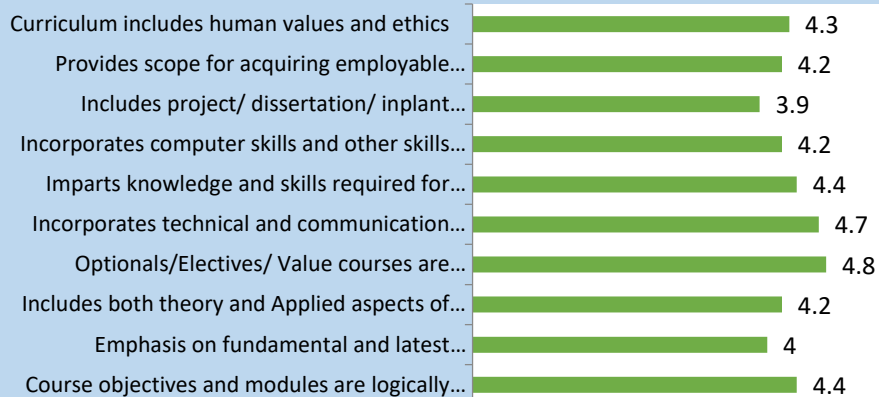 Curriculum includes human values and ethics 4.3
Provides scope for acquiring employable... 4.2
Includes project/ dissertation/ inplant... 3.9
Incorporates computer skills and other skills... 4.2
Imparts knowledge and skills required for... 4.4
Incorporates technical and communication... 4.7
Optionals/Electives/ Value courses are... 4.8
Includes both theory and Applied aspects of... 4.2
Emphasis on fundamental and latest... 4
Course objectives and modules are logically... 4.4